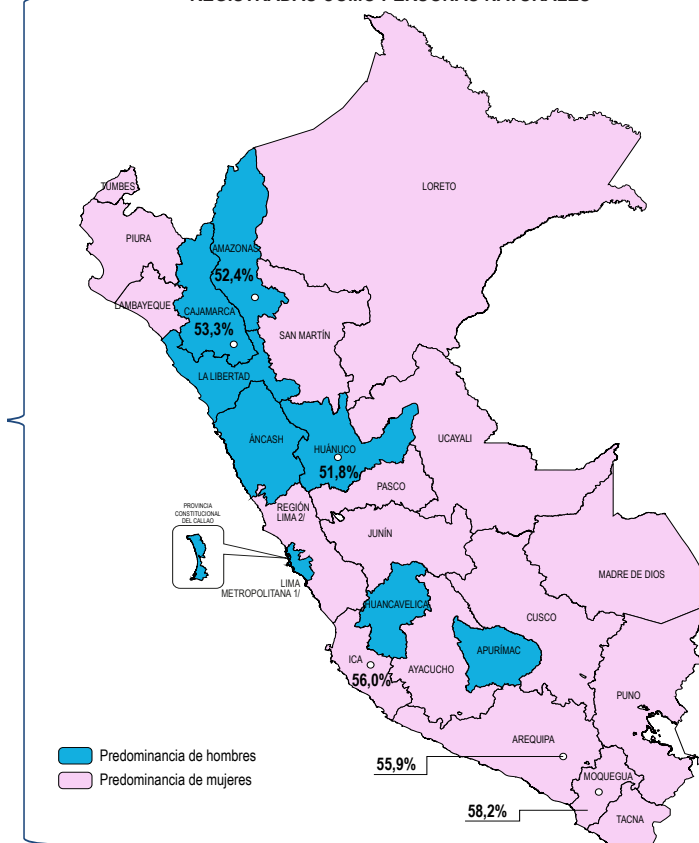 TUMBES
LORETO
PIURA
AMAZONAS
52,4%
LAMBAYEQUE
CAJAMARCA
53,3%
SAN MARTÍN
LA LIBERTAD
ÁNCASH
HUÁNUCO
51,8%
UCAYALI
PASCO
REGIÓN
LIMA 2/
PROVINCIA
CONSTITUCIONAL
DEL CALLAO
JUNÍN
LIMA
METROPOLITANA 1/
MADRE DE DIOS
HUANCAVELICA
CUSCO
APURÍMAC
ICA
56,0%
AYACUCHO
PUNO
AREQUIPA
Predominancia de hombres
Predominancia de mujeres
55,9%
MOQUEGUA
58,2%
TACNA